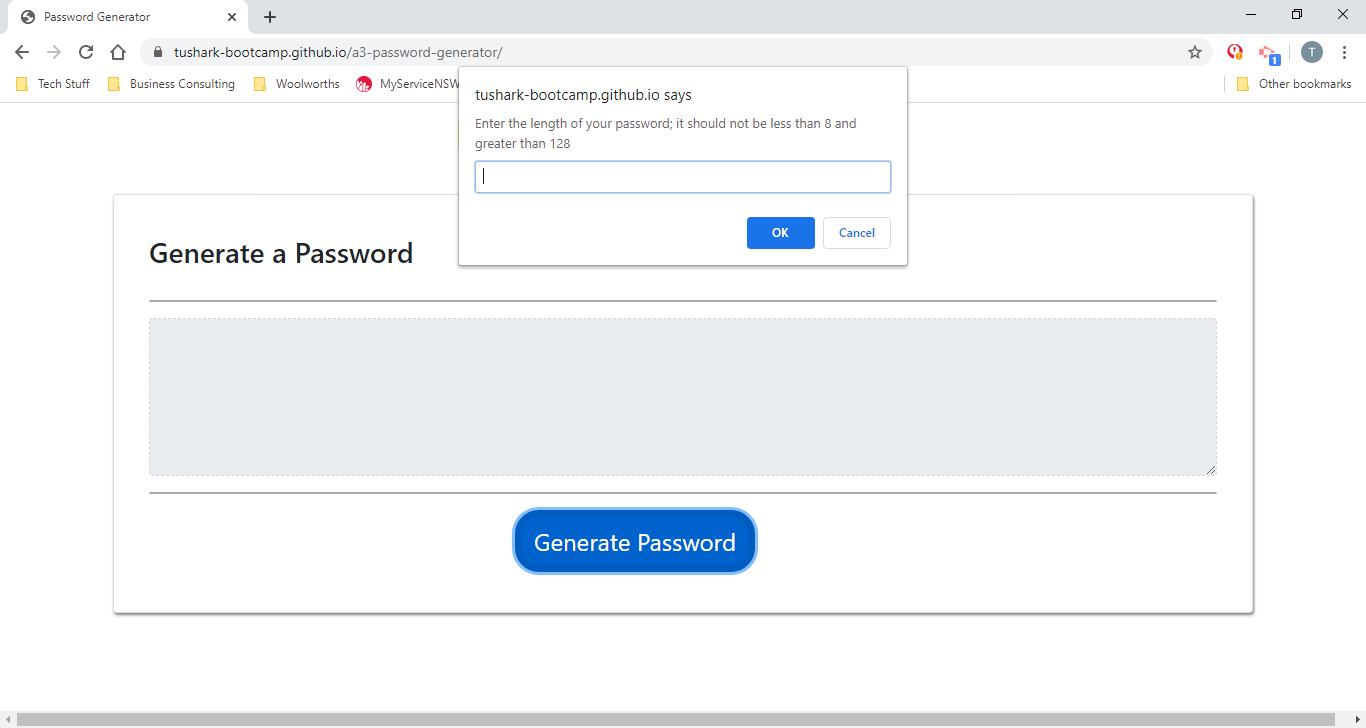 Password Generator
tushark-bootcamp.github.io/a3-password-generator/
1
T
Tech Stuff Business Consulting Woolworths MyServiceNSW Other bookmarks
tushark-bootcamp.github.io says
Enter the length of your password; it should not be less than 8 and
greater than 128
OK Cancel
Generate a Password
Generate Password